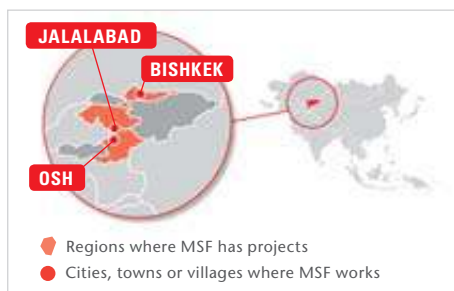 JALALABAD
BISHKEK
OSH
Regions where MSF has projects
Cities, towns or villages where MSF works